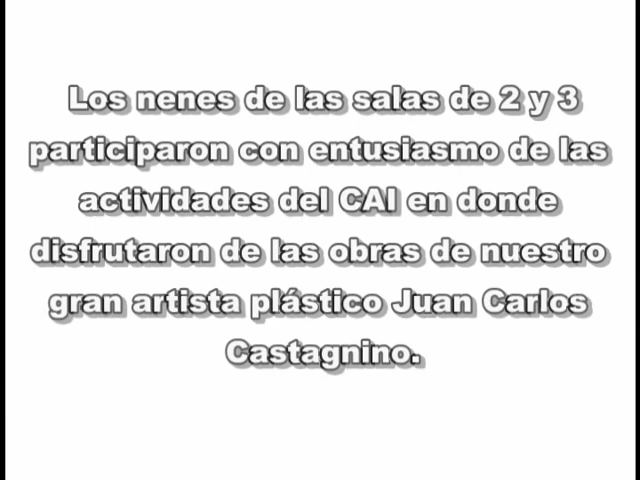 Los nenes de las salas de 2 y 3
participaron con entusiasmo de las
actividades del CAI en donde
disfrutaron de las obras de nuestro
gran artista plástico Juan Carlos
Castagnino.